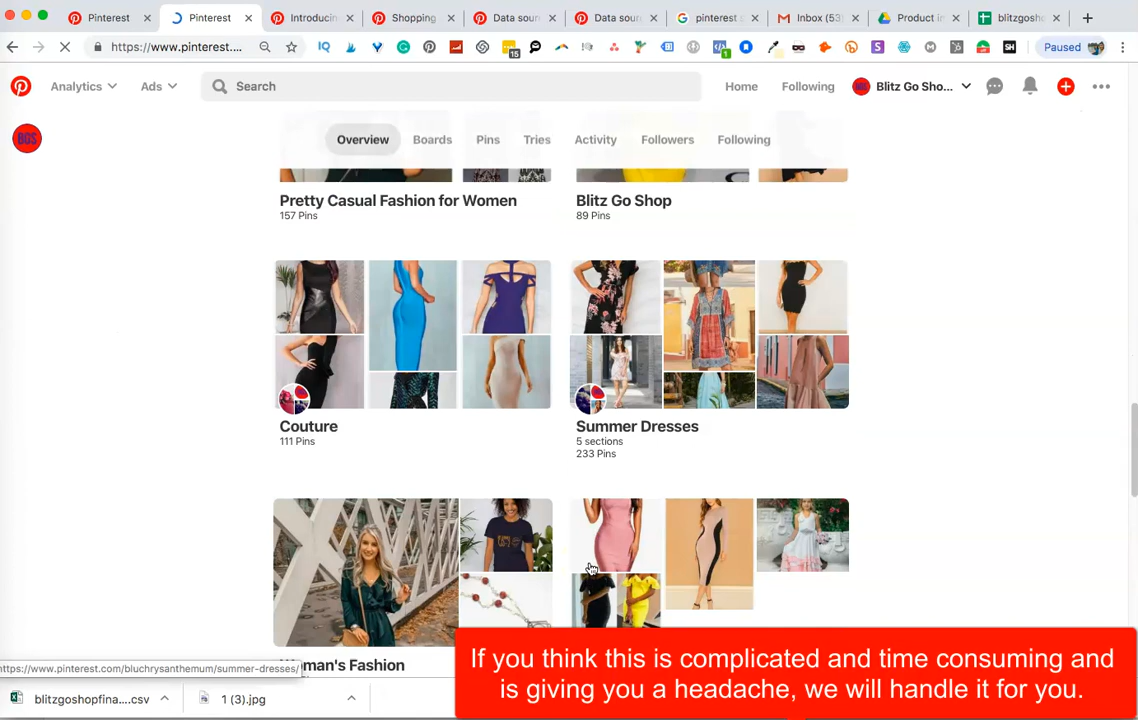 Pinterest
Pinterest
Introducin
Shopping
Data sour
Data sour
pinterest s
Inbox (53)
Product in
blitzgosho
https://www.pinterest....
15
1
Paused
Analytics
Ads
Search
Home
Following
Blitz Go Sho...
BGS
Overview
Boards
Pins
Tries
Activity
Followers
Following
Pretty Casual Fashion for Women
157 Pins
Blitz Go Shop
89 Pins
Couture
111 Pins
Summer Dresses
5 sections
233 Pins
oman's Fashion
https://www.pinterest.com/bluchrysanthemum/summer-dresses/
If you think this is complicated and time consuming and
is giving you a headache, we will handle it for you.
blitzgoshopfina....csv
1 (3).jpg